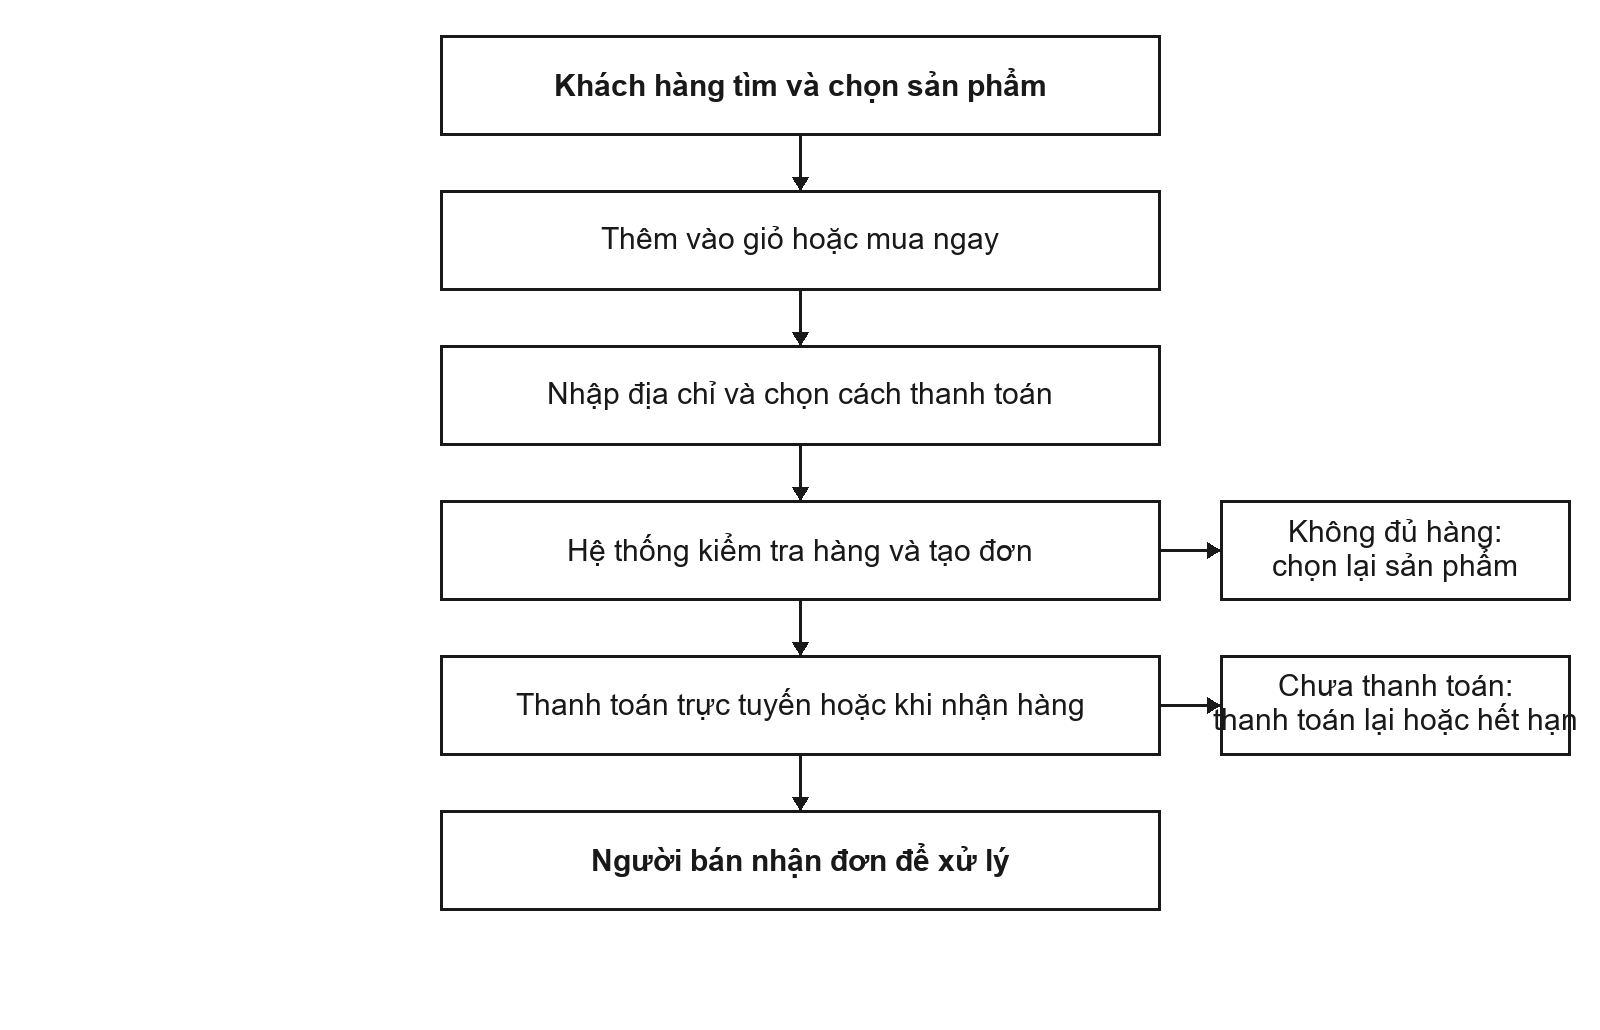 Khách hàng tìm và chọn sản phẩm
Thêm vào giỏ hoặc mua ngay
Nhập địa chỉ và chọn cách thanh toán
Hệ thống kiểm tra hàng và tạo đơn
Không đủ hàng:
chọn lại sản phẩm
Thanh toán trực tuyến hoặc khi nhận hàng
Chưa thanh toán:
thanh toán lại hoặc hết hạn
Người bán nhận đơn để xử lý